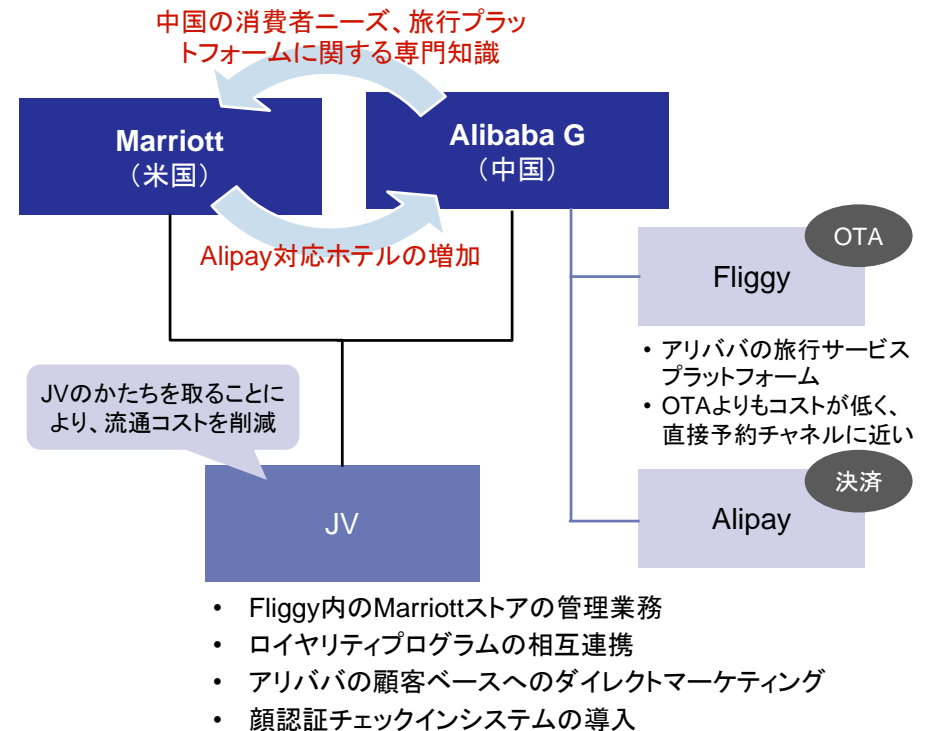 中国の消費者ニーズ、旅行プラッ
トフォームに関する専門知識
Marriott
（米国）
Alibaba G
（中国）
Alipay対応ホテルの増加
OTA
Fliggy
• アリババの旅行サービス
プラットフォーム
• OTAよりもコストが低く、
直接予約チャネルに近い
JVのかたちを取ることに
より、流通コストを削減
決済
Alipay
JV
• Fliggy内のMarriottストアの管理業務
• ロイヤリティプログラムの相互連携
• アリババの顧客ベースへのダイレクトマーケティング
• 顔認証チェックインシステムの導入